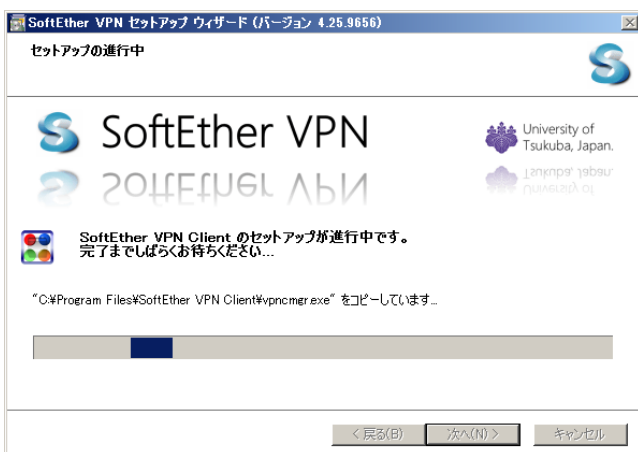 SoftEther VPN セットアップ ウィザード (バージョン 4.25.9656)
セットアップの進行中
SoftEther VPN
University of
Tsukuba, Japan.
SoftEther VPN Client のセットアップが進行中です。
完了までしばらくお待ちください...
"C:¥Program Files¥SoftEther VPN Client¥vpncmgr.exe" をコピーしています...
< 戻る(B)
次へ(N) >
キャンセル